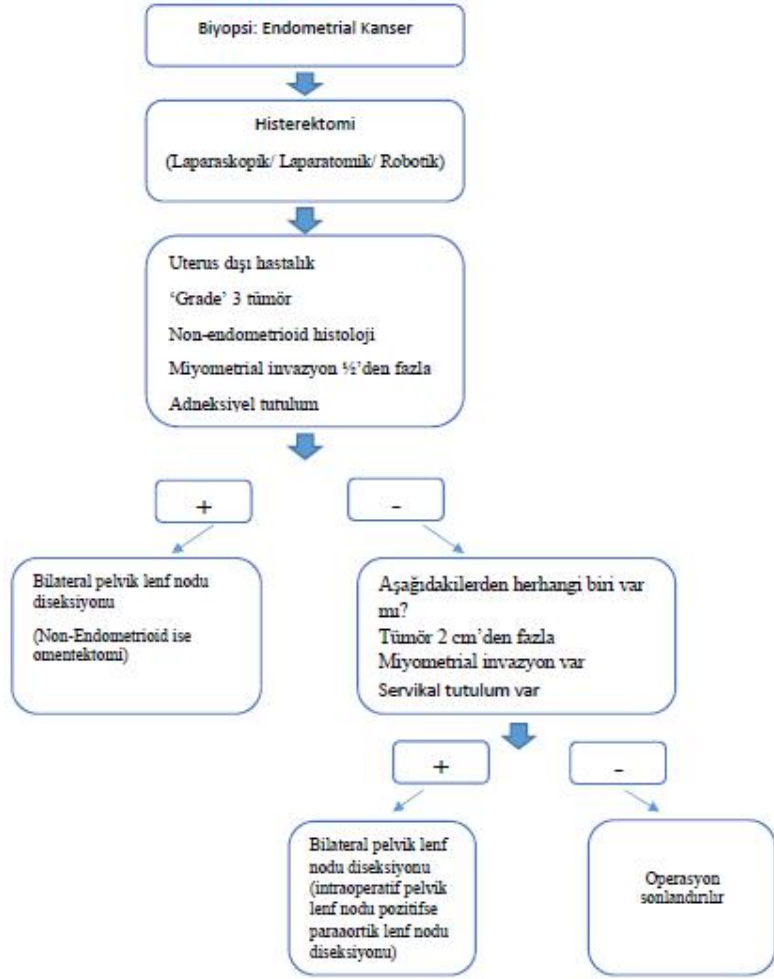 Biyopsi: Endometrial Kanser
Histerektomi
(Laparaskopik/ Laparatomik/ Robotik)
Uterus dışı hastalık
‘Grade’ 3 tümör
Non-endometrioid histoloji
Miyometrial invazyon ½’den fazla
Adneksiyel tutulum
+
-
Bilateral pelvik lenf nodu
diseksiyonu
(Non-Endometrioid ise
omentektomi)
Aşağıdakilerden herhangi biri var
mı?
Tümör 2 cm’den fazla
Miyometrial invazyon var
Servikal tutulum var
+
-
Bilateral pelvik lenf
nodu diseksiyonu
(intraoperatif pelvik
lenf nodu pozitifse
paraaortik lenf nodu
diseksiyonu)
Operasyon
sonlandırılır